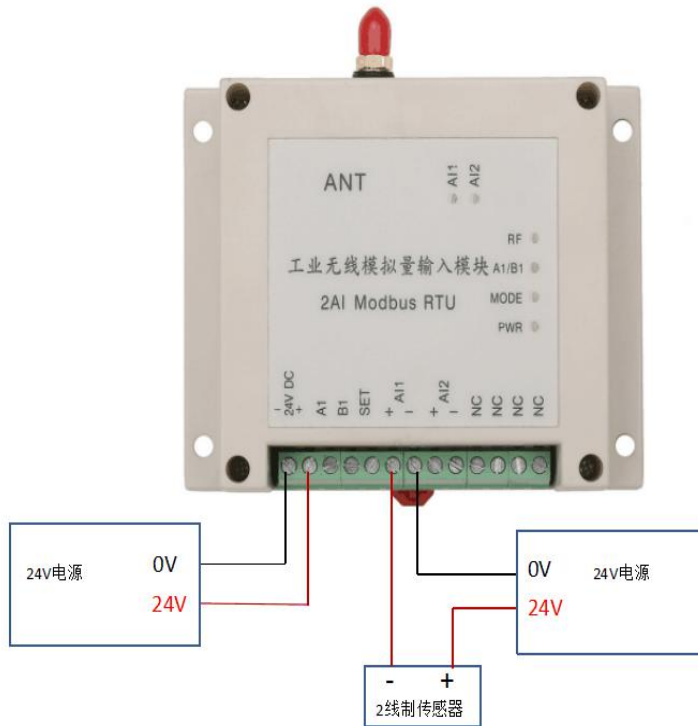 ANT
AI1
AI2
RF
工业无线模拟量输入模块 A1/B1
2AI Modbus RTU
MODE
PWR
- 24V DC +
A1
B1
SET
+ AI1 -
+ AI2 -
NC
NC
NC
NC
24V电源
0V
24V
0V
24V电源
24V
- +
2线制传感器